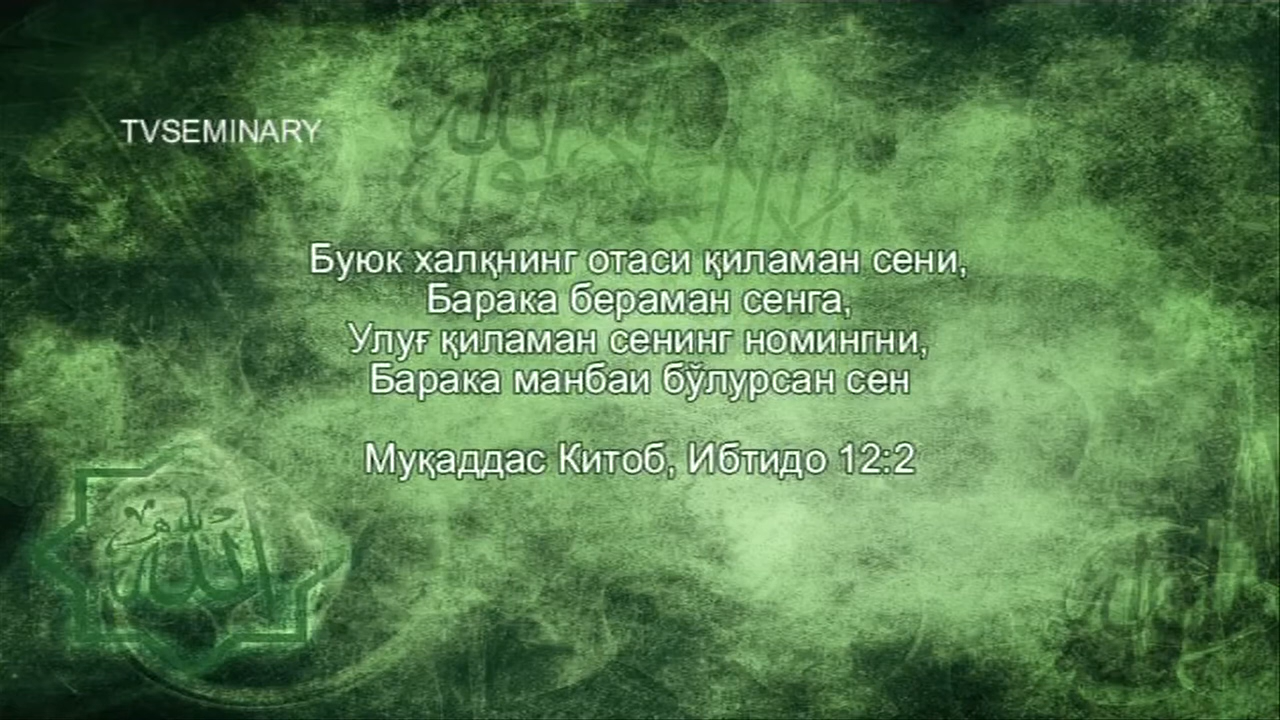 TVSEMINARY
Буюк халқнинг отаси қиламан сени,
Барака бераман сенга,
Улуғ қиламан сенинг номингни,
Барака манбаи бўлурсан сен
Муқаддас Китоб, Ибтидо 12:2
الله